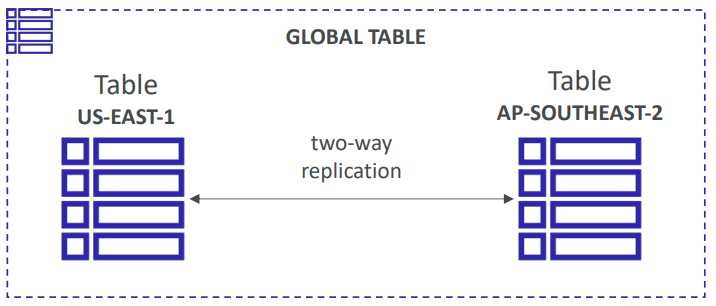 GLOBAL TABLE
Table
US-EAST-1
Table
AP-SOUTHEAST-2
two-way
replication